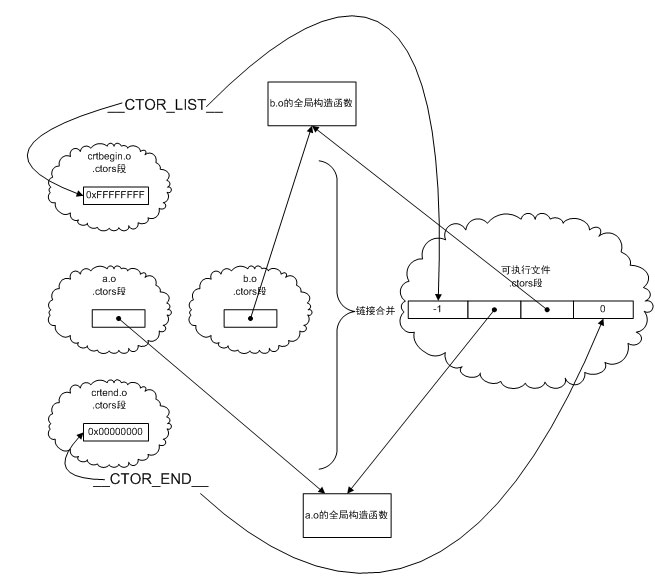 __CTOR_LIST__
b.o的全局构造函数
crtbegin.o
.ctors段
0xFFFFFFFF
a.o
.ctors段
b.o
.ctors段
链接合并
可执行文件
.ctors段
-1
0
crtend.o
.ctors段
0x00000000
__CTOR_END__
a.o的全局构造函数